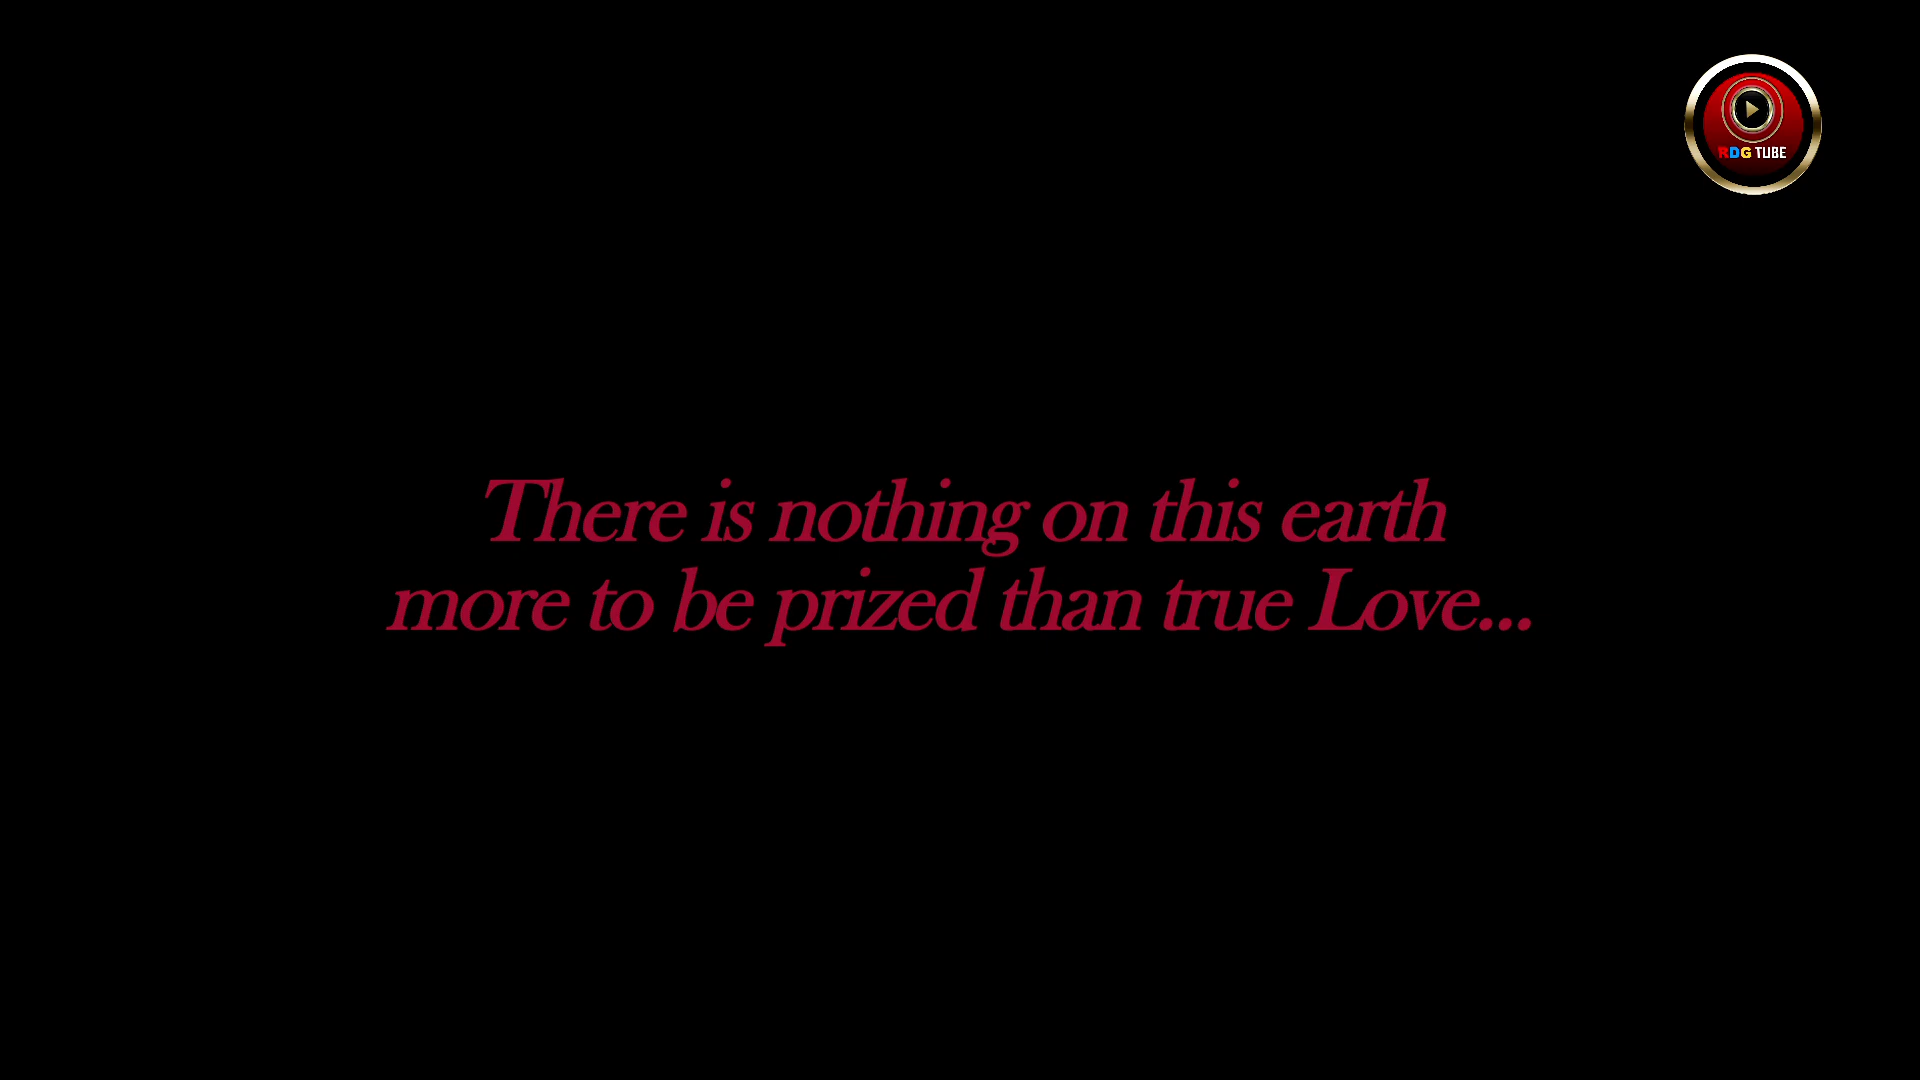 RDG TUBE
There is nothing on this earth
more to be prized than true Love...